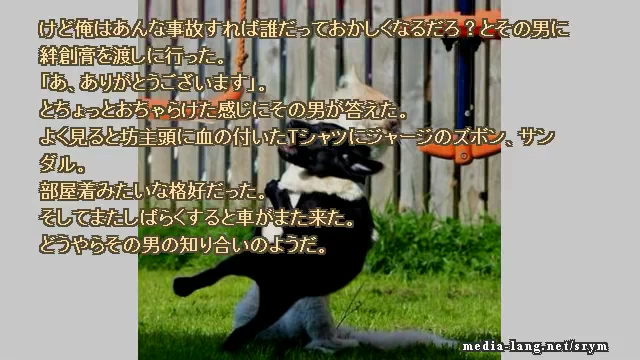 けど俺はあんな事故すれば誰だっておかしくなるだろ？とその男に
絆創膏を渡しに行った。
「あ、ありがとうございます」。
とちょっとおちゃらけた感じにその男が答えた。
よく見ると坊主頭に血の付いたTシャツにジャージのズボン、サン
ダル。
部屋着みたいな格好だった。
そしてまたしばらくすると車がまた来た。
どうやらその男の知り合いのようだ。
media-lang.net/srym